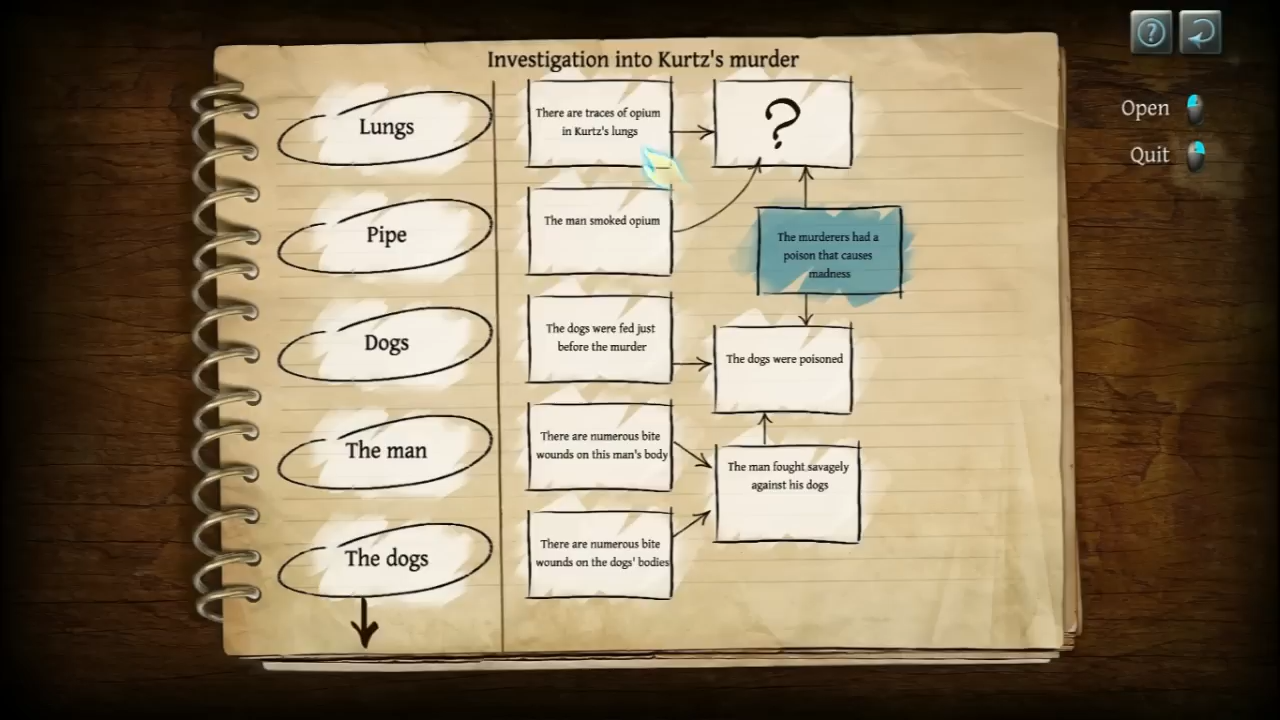 Investigation into Kurtz's murder
Open
Quit
Lungs
Pipe
Dogs
The man
The dogs
There are traces of opium
in Kurtz's lungs
?
The man smoked opium
The murderers had a
poison that causes
madness
The dogs were fed just
before the murder
The dogs were poisoned
There are numerous bite
wounds on this man's body
The man fought savagely
against his dogs
There are numerous bite
wounds on the dogs' bodies